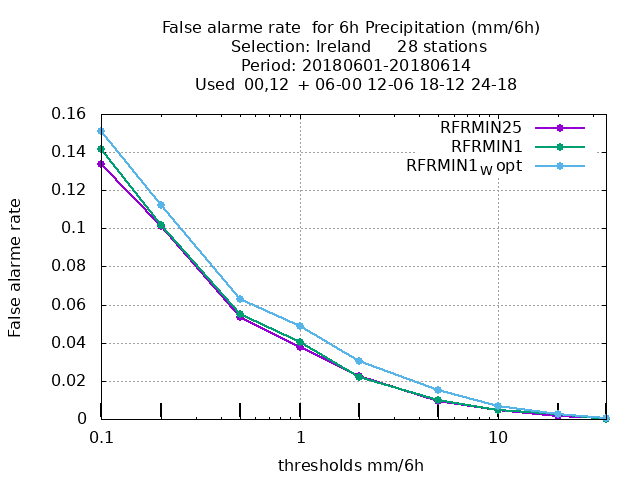 False alarme rate  for 6h Precipitation (mm/6h)
Selection: Ireland     28 stations
Period: 20180601-20180614
Used  00,12  + 06-00 12-06 18-12 24-18
RFRMIN25
RFRMIN1
RFRMIN1W opt
0.16
0.14
0.12
0.1
0.08
0.06
0.04
0.02
0
False alarme rate
0.1 1 10
thresholds mm/6h